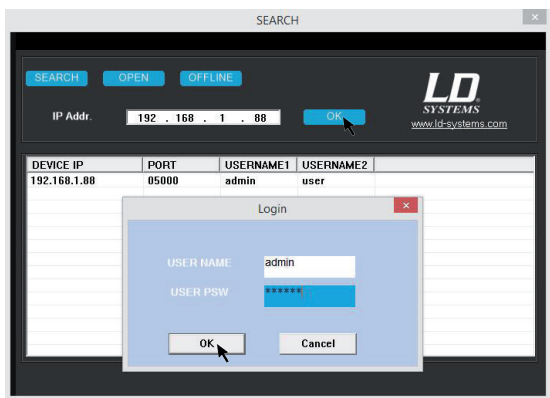 SEARCH
SEARCH OPEN OFFLINE
LD
SYSTEMS
www.ld-systems.com
IP Addr. 192 . 168 . 1 . 88 OK
DEVICE IP PORT USERNAME1 USERNAME2
192.168.1.88 05000 admin user
Login
USER NAME admin
USER PSW ******
OK Cancel